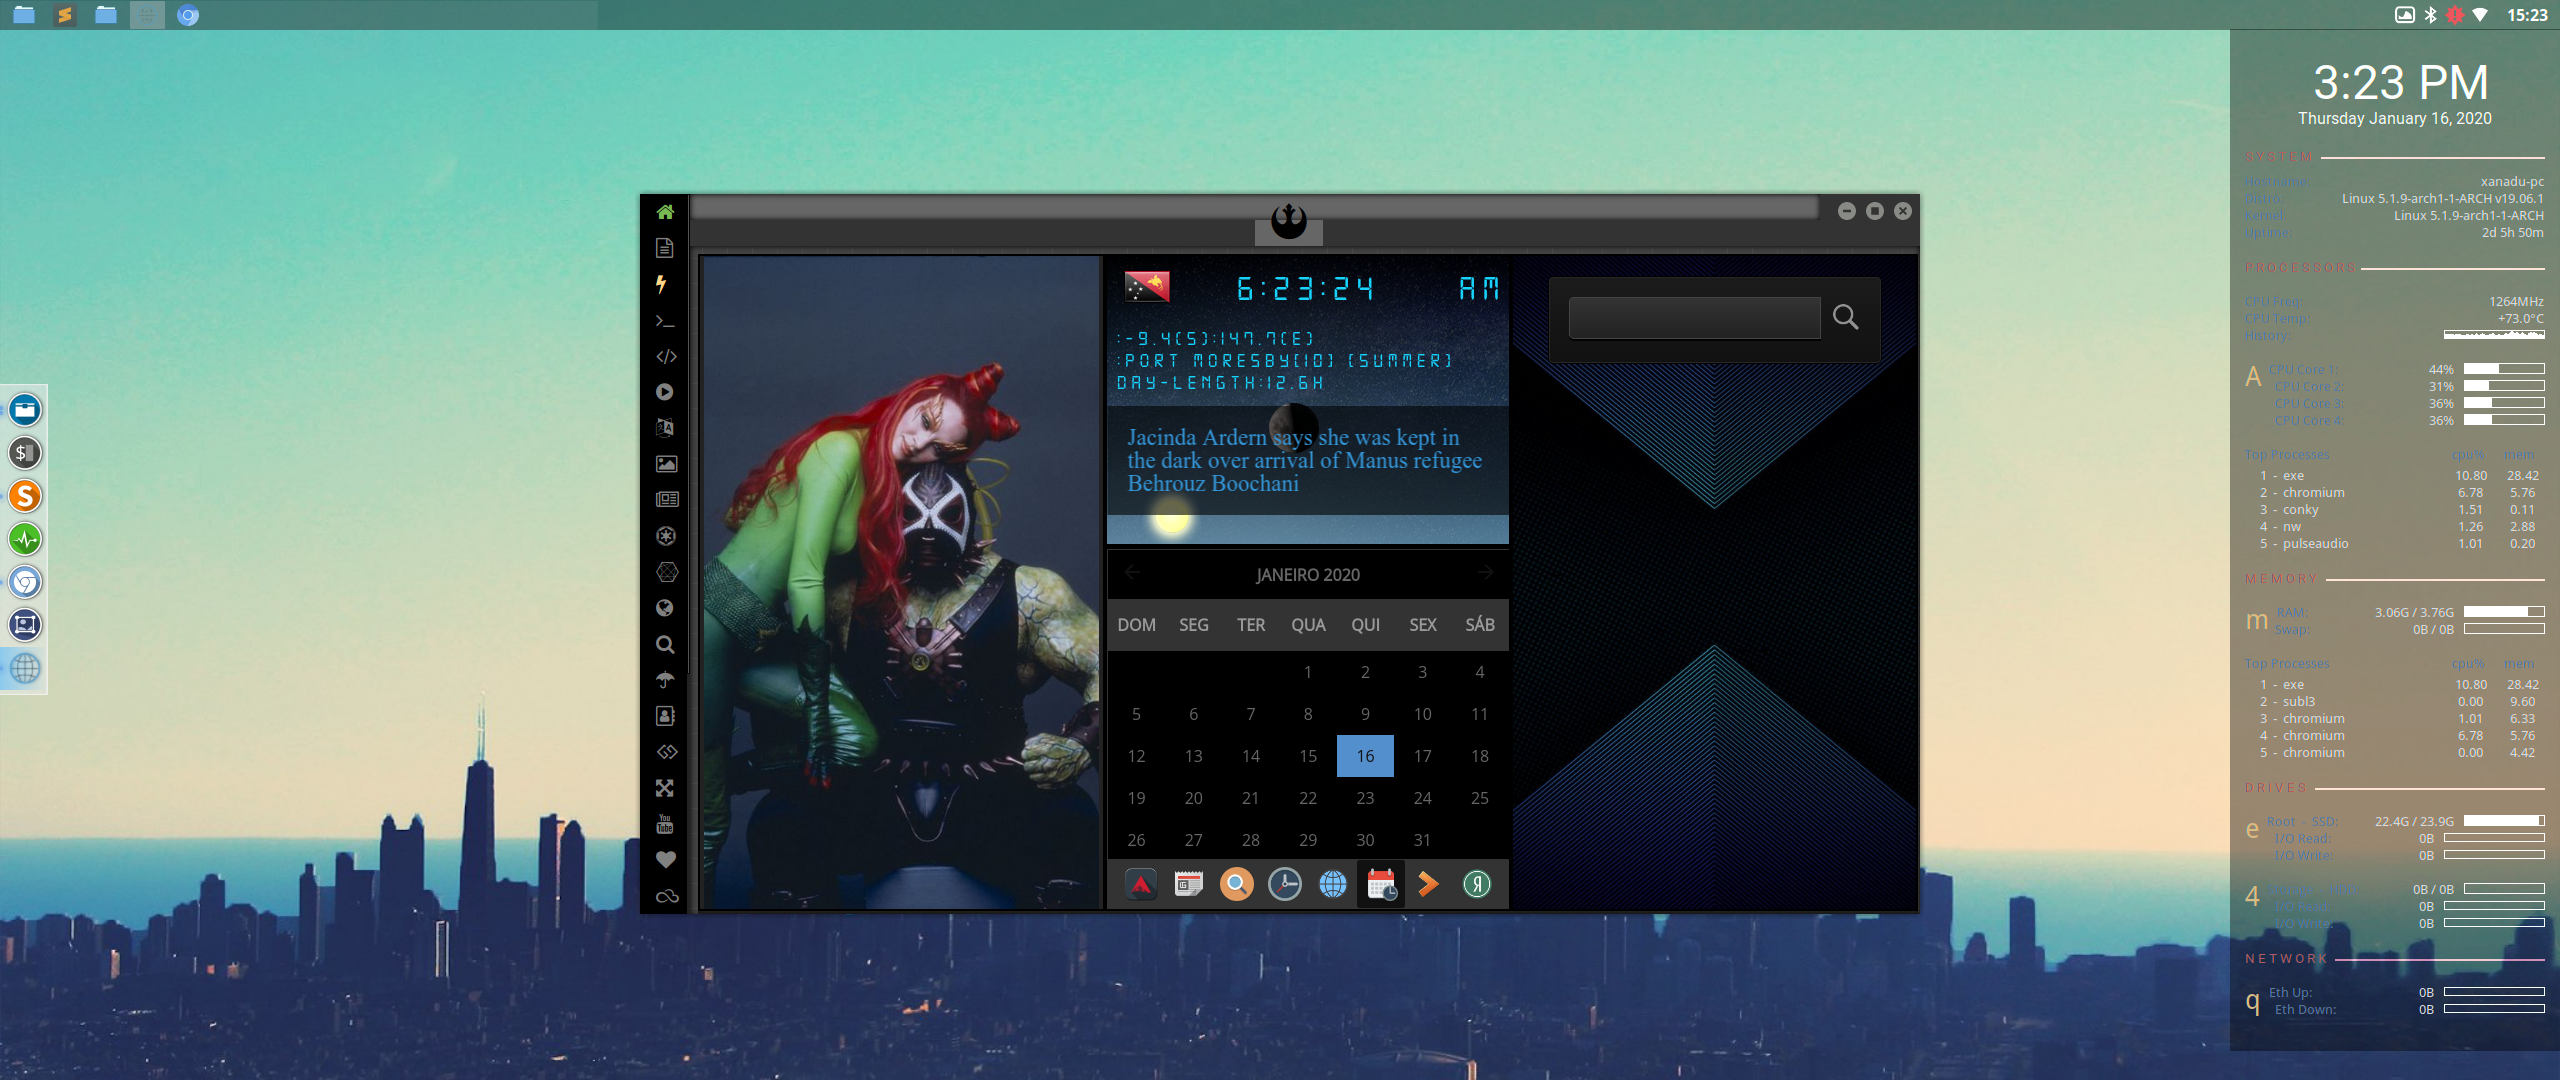 15:23
3:23 PM
Thursday January 16, 2020
SYSTEM
Hostname: xanadu-pc
Distro: Linux 5.1.9-arch1-1-ARCH v19.06.1
Kernel: Linux 5.1.9-arch1-1-ARCH
Uptime: 2d 5h 50m
PROCESSORS
CPU Freq: 1264MHz
CPU Temp: +73.0°C
History:
A CPU Core 1: 44%
CPU Core 2: 31%
CPU Core 3: 36%
CPU Core 4: 36%
Top Processes cpu% mem
1 - exe 10.80 28.42
2 - chromium 6.78 5.76
3 - conky 1.51 0.11
4 - nw 1.26 2.88
5 - pulseaudio 1.01 0.20
MEMORY
m RAM: 3.06G / 3.76G
Swap: 0B / 0B
Top Processes cpu% mem
1 - exe 10.80 28.42
2 - subl3 0.00 9.60
3 - chromium 1.01 6.33
4 - chromium 6.78 5.76
5 - chromium 0.00 4.42
DRIVES
e Root - SSD: 22.4G / 23.9G
I/O Read: 0B
I/O Write: 0B
4 0B / 0B
I/O Read: 0B
I/O Write: 0B
NETWORK
q Eth Up: 0B
Eth Down: 0B
6:23:24 AM
:-9.4(S):147.7(E)
:PORT MORESBY[10] [SUMMER]
DAY-LENGTH:12.6H
Jacinda Ardern says she was kept in
the dark over arrival of Manus refugee
Behrouz Boochani
JANEIRO 2020
DOM SEG TER QUA QUI SEX SÁB
1 2 3 4
5 6 7 8 9 10 11
12 13 14 15 16 17 18
19 20 21 22 23 24 25
26 27 28 29 30 31
You
Tube